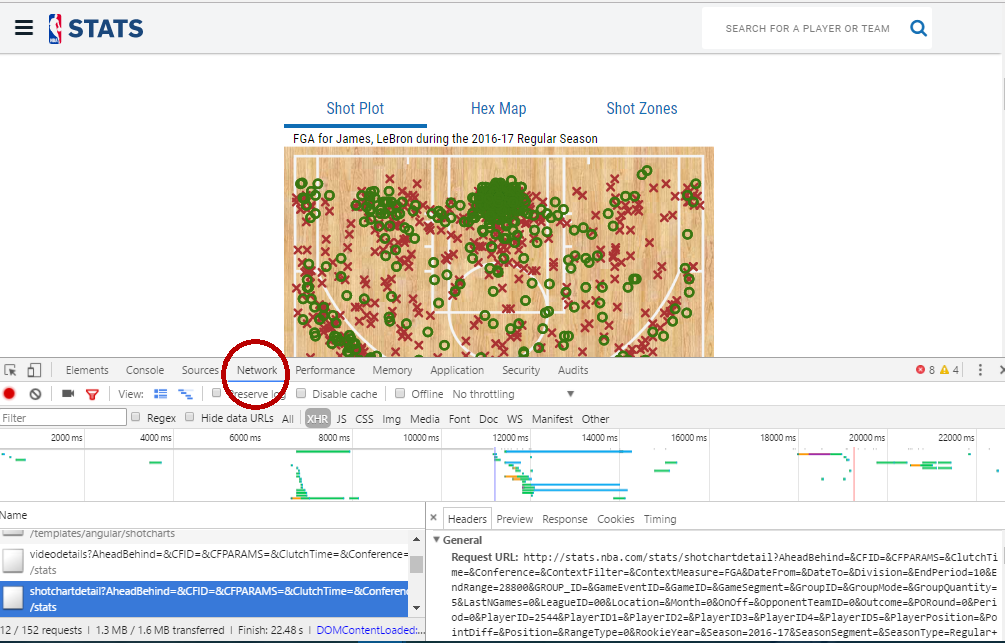 STATS
SEARCH FOR A PLAYER OR TEAM
Shot Plot Hex Map Shot Zones
FGA for James, LeBron during the 2016-17 Regular Season
Elements Console Sources Network Performance Memory Application Security Audits 8 4
View: Preserve log Disable cache Offline No throttling
Filter Regex Hide data URLs All XHR JS CSS Img Media Font Doc WS Manifest Other
2000 ms 4000 ms 6000 ms 8000 ms 10000 ms 12000 ms 14000 ms 16000 ms 18000 ms 20000 ms 22000 ms
Name
/templates/angular/shotcharts
videodetails?AheadBehind=&CFID=&CFPARAMS=&ClutchTime=&Conference=
/stats
shotchartdetail?AheadBehind=&CFID=&CFPARAMS=&ClutchTime=&Conferen
/stats
12 / 152 requests | 1.3 MB / 1.6 MB transferred | Finish: 22.48 s | DOMContentLoaded:...
× Headers Preview Response Cookies Timing
General
Request URL: http://stats.nba.com/stats/shotchartdetail?AheadBehind=&CFID=&CFPARAMS=&ClutchTi
me=&Conference=&ContextFilter=&ContextMeasure=FGA&DateFrom=&DateTo=&Division=&EndPeriod=10&E
ndRange=28800&GROUP_ID=&GameEventID=&GameID=&GameSegment=&GroupID=&GroupMode=&GroupQuantity=
5&LastNGames=0&LeagueID=00&Location=&Month=0&OnOff=&OpponentTeamID=0&Outcome=&PORound=0&Peri
od=0&PlayerID=2544&PlayerID1=&PlayerID2=&PlayerID3=&PlayerID4=&PlayerID5=&PlayerPosition=&Po
intDiff=&Position=&RangeType=0&RookieYear=&Season=2016-17&SeasonSegment=&SeasonType=Regular+